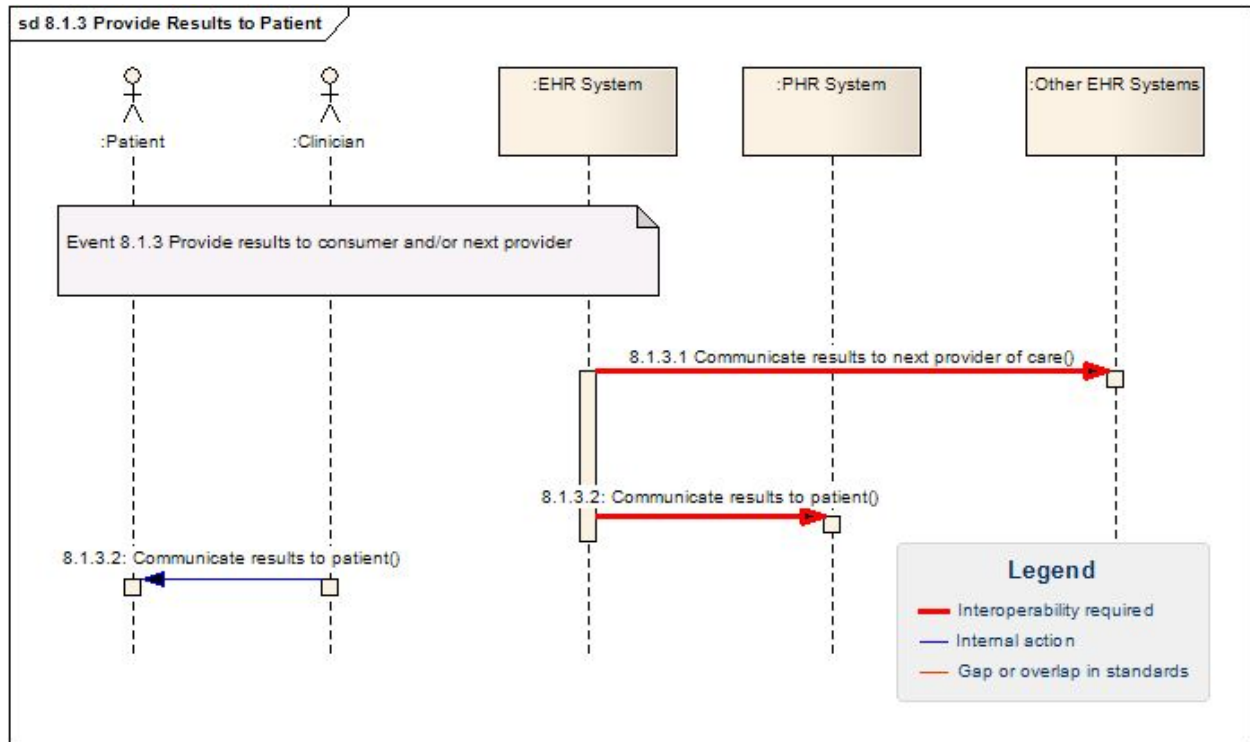 sd 8.1.3 Provide Results to Patient
:Patient
:Clinician
:EHR System
:PHR System
:Other EHR Systems
Event 8.1.3 Provide results to consumer and/or next provider
8.1.3.1 Communicate results to next provider of care()
8.1.3.2: Communicate results to patient()
8.1.3.2: Communicate results to patient()
Legend
Interoperability required
Internal action
Gap or overlap in standards